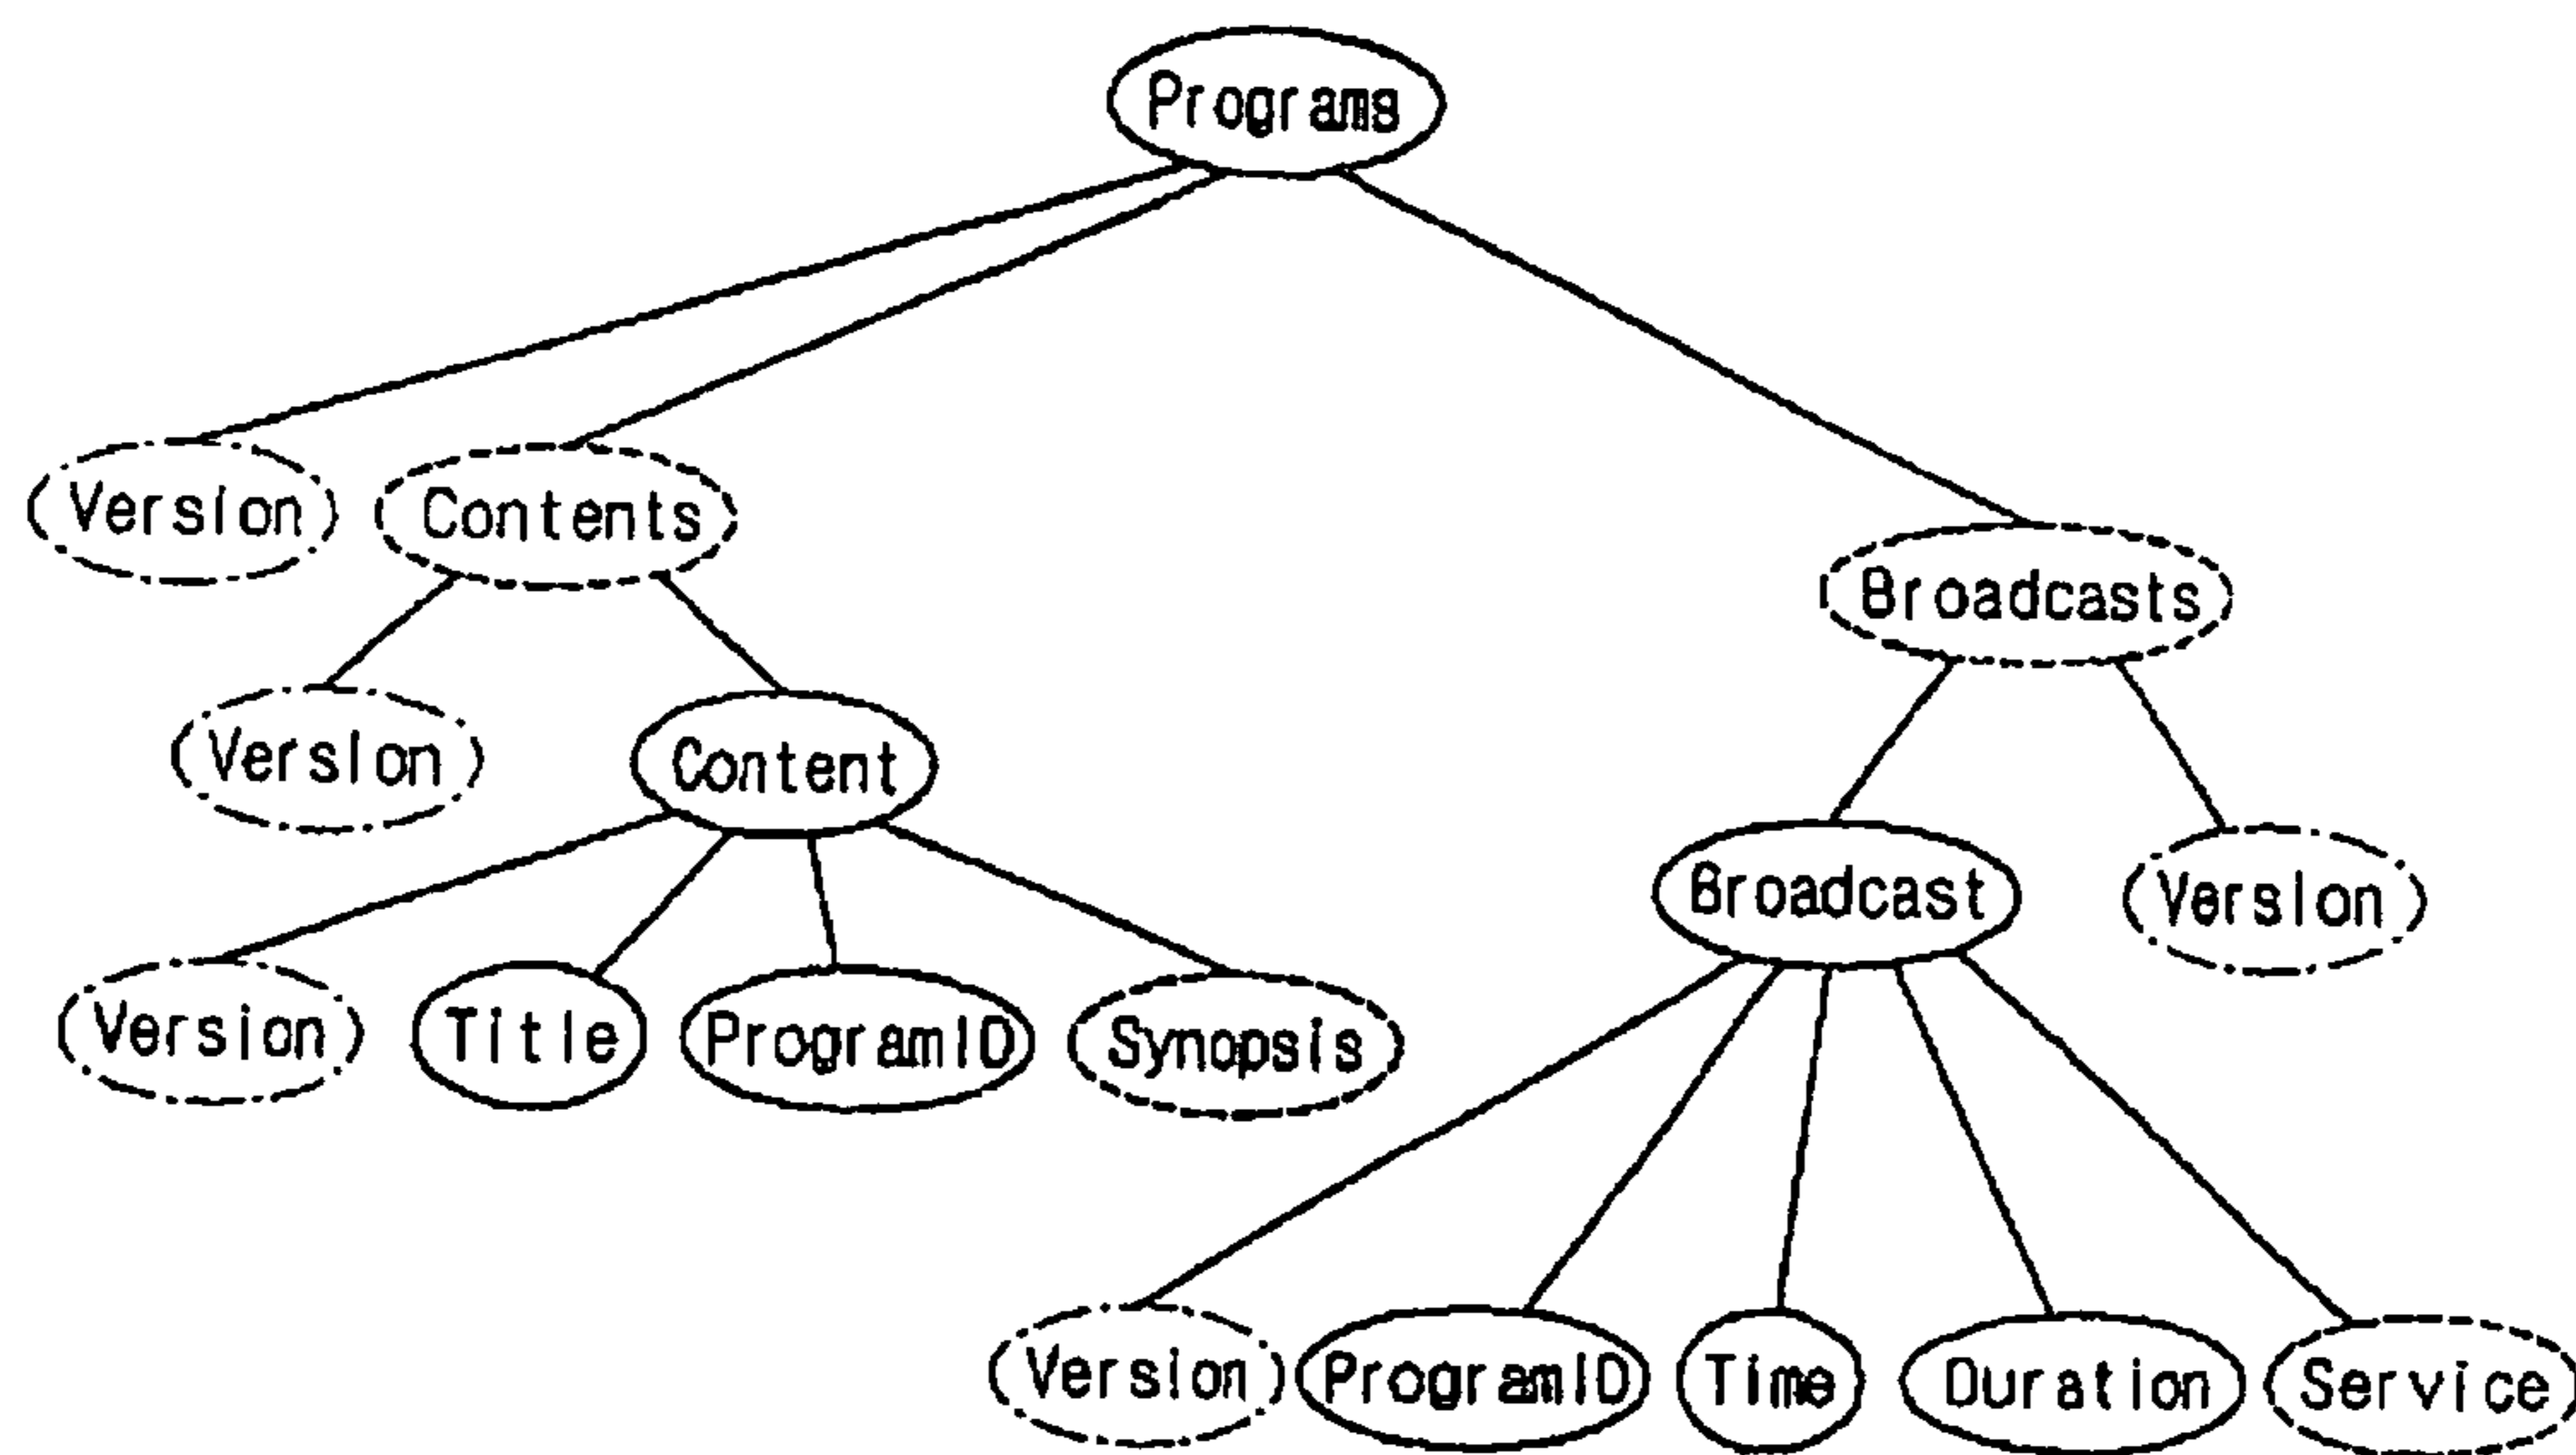 Programs
Version Contents
Broadcasts
Version Content
Broadcast Version
Version Title ProgramID Synopsis
Version ProgramID Time Duration Service